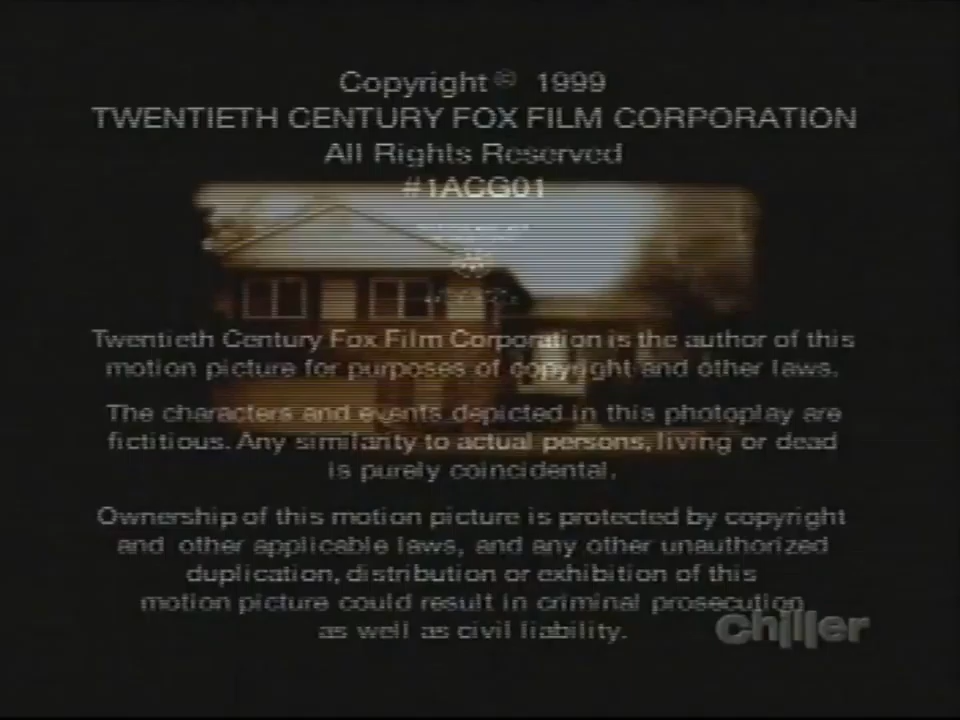 Copyright © 1999
TWENTIETH CENTURY FOX FILM CORPORATION
All Rights Reserved
#1ACG01
Twentieth Century Fox Film Corporation is the author of this
motion picture for purposes of copyright and other laws.
The characters and events depicted in this photoplay are
fictitious. Any similarity to actual persons, living or dead
is purely coincidental.
Ownership of this motion picture is protected by copyright
and other applicable laws, and any other unauthorized
duplication, distribution or exhibition of this
motion picture could result in criminal prosecution
as well as civil liability.
chiller